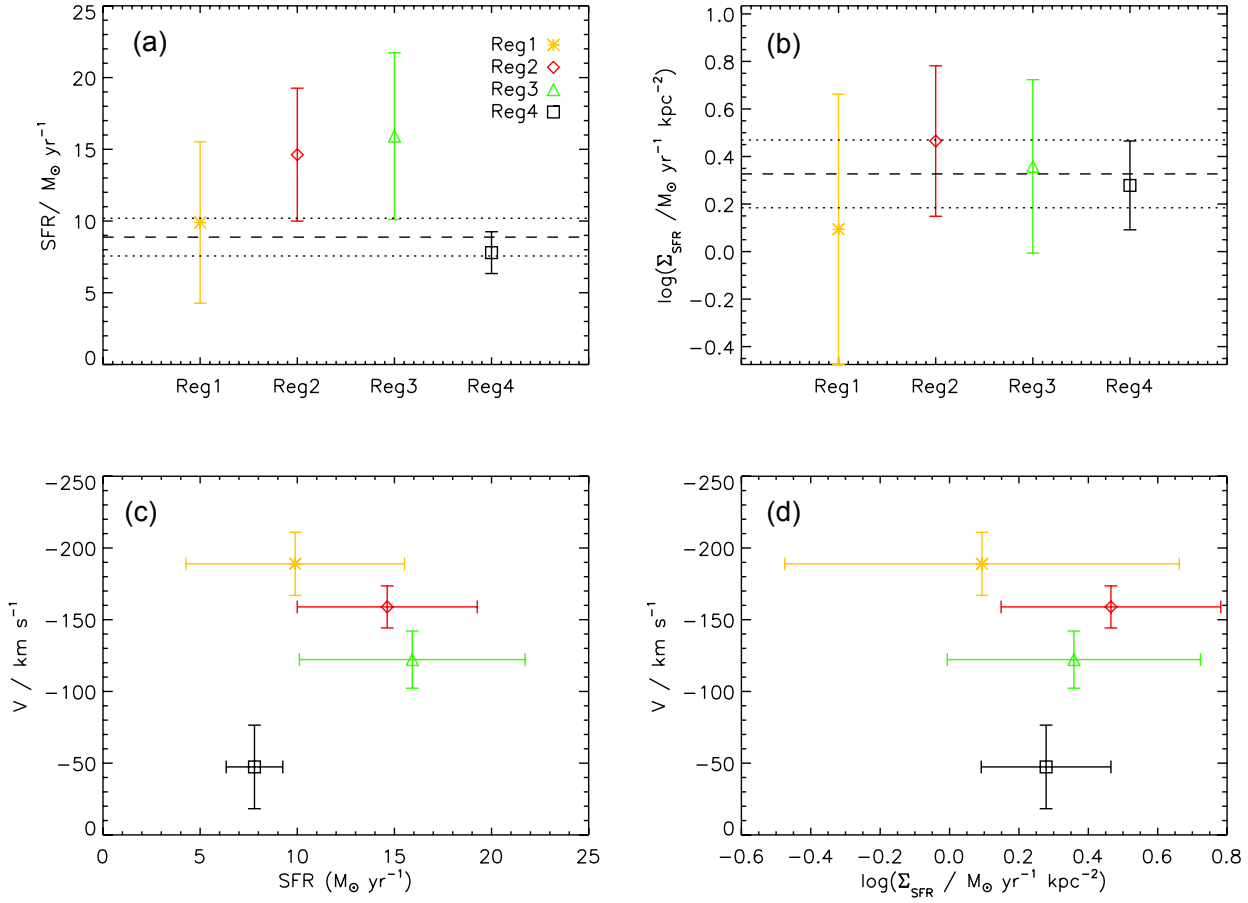 (a)
Reg1
Reg2
Reg3
Reg4
25
20
15
10
5
0
SFR/ M⊙ yr⁻¹
Reg1 Reg2 Reg3 Reg4
(b)
1.0
0.8
0.6
0.4
0.2
0.0
−0.2
−0.4
log(Σ_SFR /M⊙ yr⁻¹ kpc⁻²)
Reg1 Reg2 Reg3 Reg4
(c)
−250
−200
−150
−100
−50
0
V / km s⁻¹
0 5 10 15 20 25
SFR (M⊙ yr⁻¹)
(d)
−250
−200
−150
−100
−50
0
V / km s⁻¹
−0.6 −0.4 −0.2 0.0 0.2 0.4 0.6 0.8
log(Σ_SFR / M⊙ yr⁻¹ kpc⁻²)